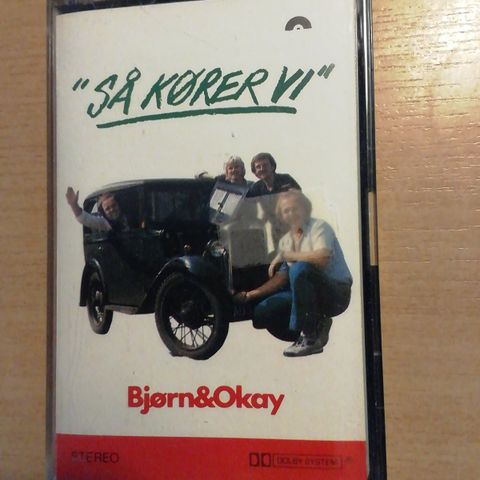 "SÅ KØRER VI"
Bjørn&Okay
STEREO
DOLBY SYSTEM